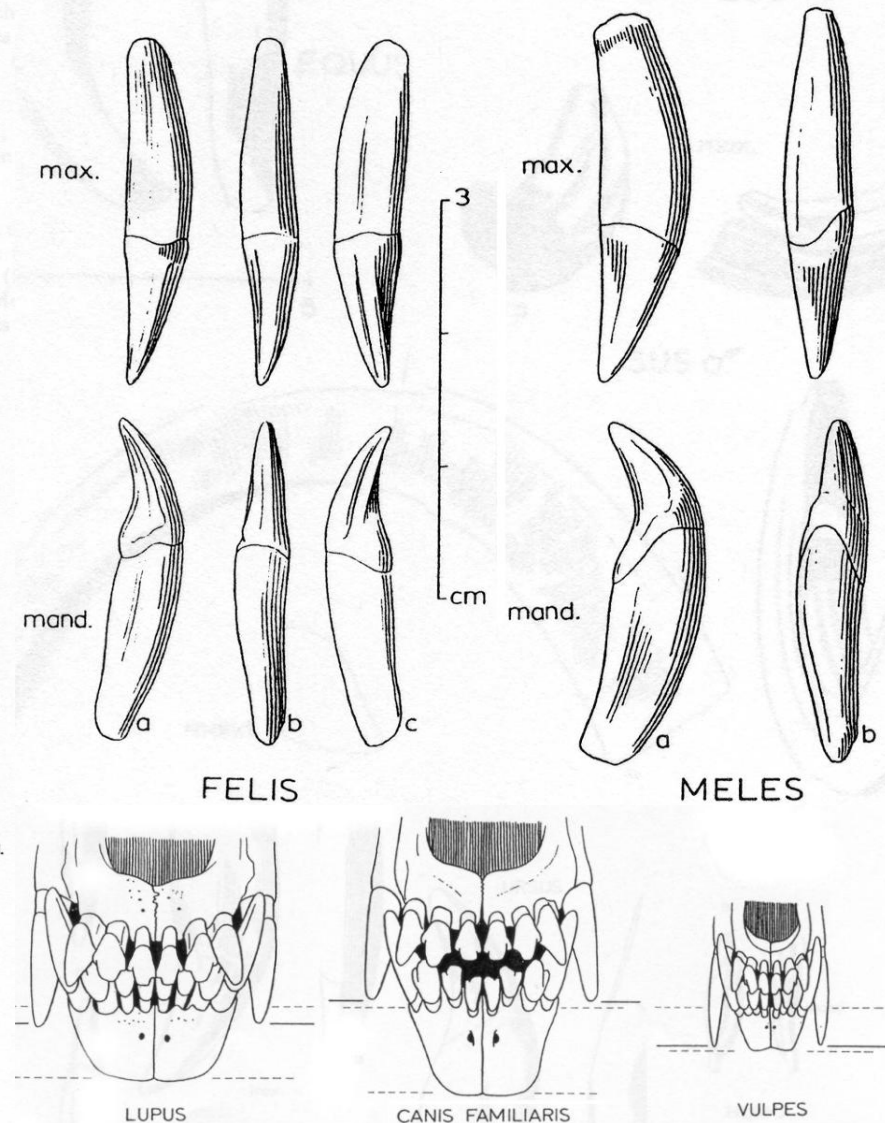 max.
3
max.
mand.
cm
mand.
a
b
c
a
b
FELIS
MELES
LUPUS
CANIS FAMILIARIS
VULPES